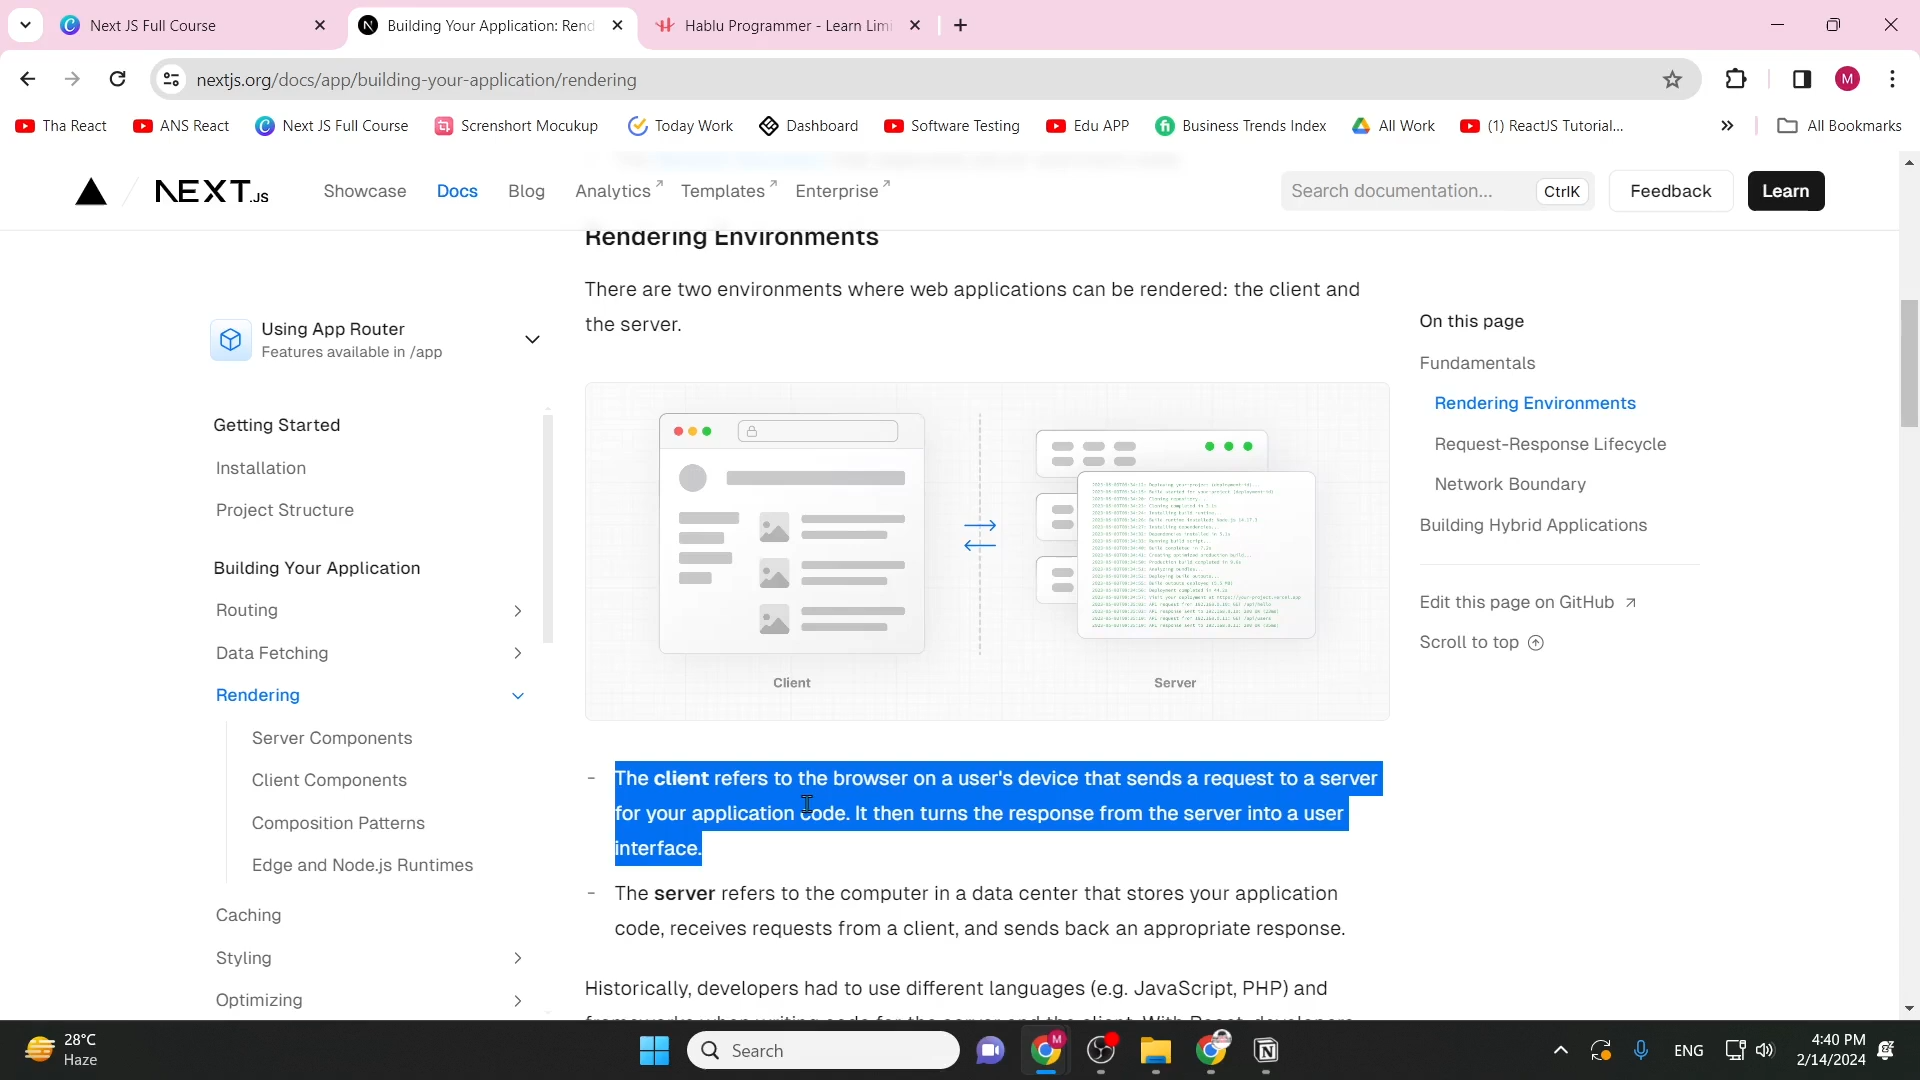 Next JS Full Course
Building Your Application: Rend
Hablu Programmer - Learn Limi
nextjs.org/docs/app/building-your-application/rendering
M
Tha React
ANS React
Next JS Full Course
Screnshort Mocukup
Today Work
Dashboard
Software Testing
Edu APP
Business Trends Index
All Work
(1) ReactJS Tutorial...
All Bookmarks
NEXT.JS
Showcase
Docs
Blog
Analytics
Templates
Enterprise
Search documentation...
CtrlK
Feedback
Learn
Rendering Environments
There are two environments where web applications can be rendered: the client and
the server.
Using App Router
Features available in /app
Getting Started
Installation
Project Structure
Building Your Application
Routing
Data Fetching
Rendering
Server Components
Client Components
Composition Patterns
Edge and Node.js Runtimes
Caching
Styling
Optimizing
Client
Server
- The client refers to the browser on a user's device that sends a request to a server
for your application code. It then turns the response from the server into a user
interface.
- The server refers to the computer in a data center that stores your application
code, receives requests from a client, and sends back an appropriate response.
Historically, developers had to use different languages (e.g. JavaScript, PHP) and
On this page
Fundamentals
Rendering Environments
Request-Response Lifecycle
Network Boundary
Building Hybrid Applications
Edit this page on GitHub
Scroll to top
28°C
Haze
Search
ENG
4:40 PM
2/14/2024